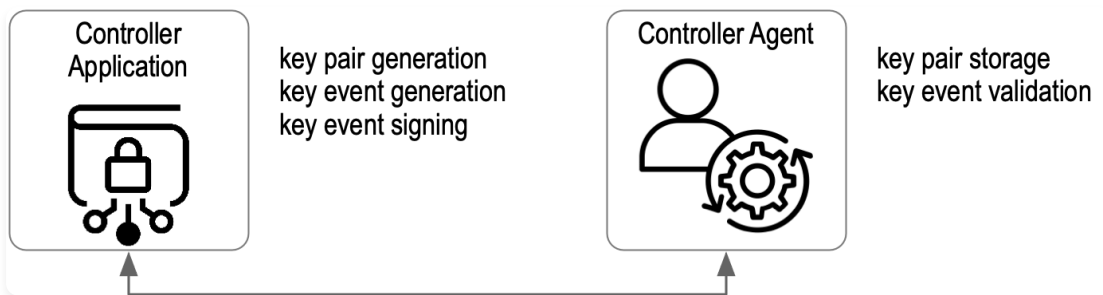 Controller
Application
key pair generation
key event generation
key event signing
Controller Agent
key pair storage
key event validation